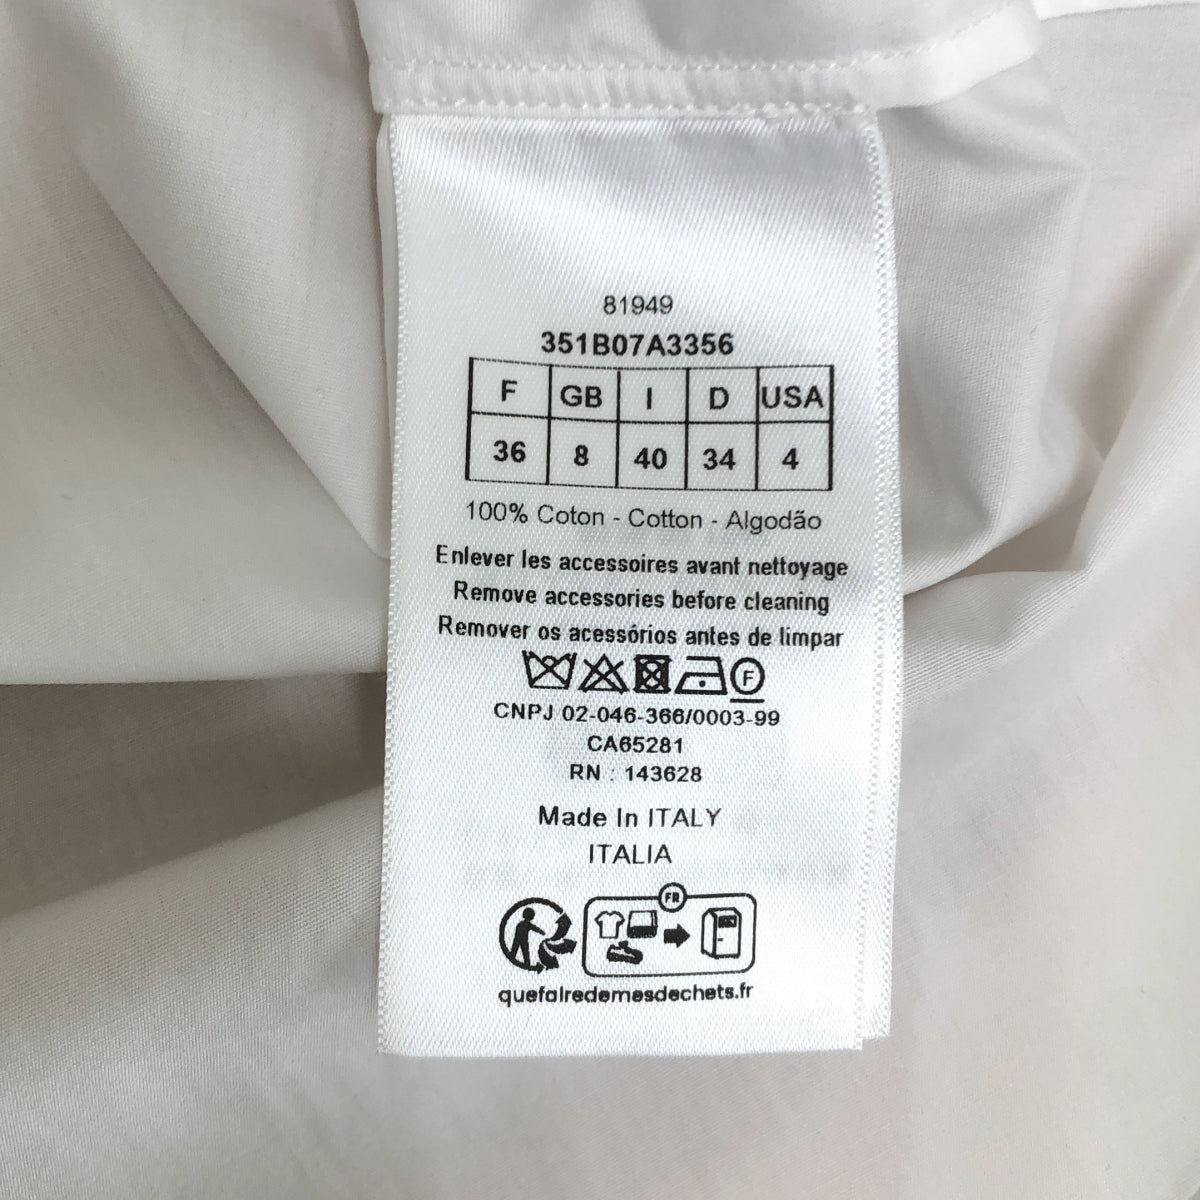 81949
351B07A3356
F GB I D USA
36 8 40 34 4
100% Coton - Cotton - Algodão
Enlever les accessoires avant nettoyage
Remove accessories before cleaning
Remover os acessórios antes de limpar
F
CNPJ 02-046-366/0003-99
CA65281
RN : 143628
Made In ITALY
ITALIA
FR
quefairedemesdechets.fr